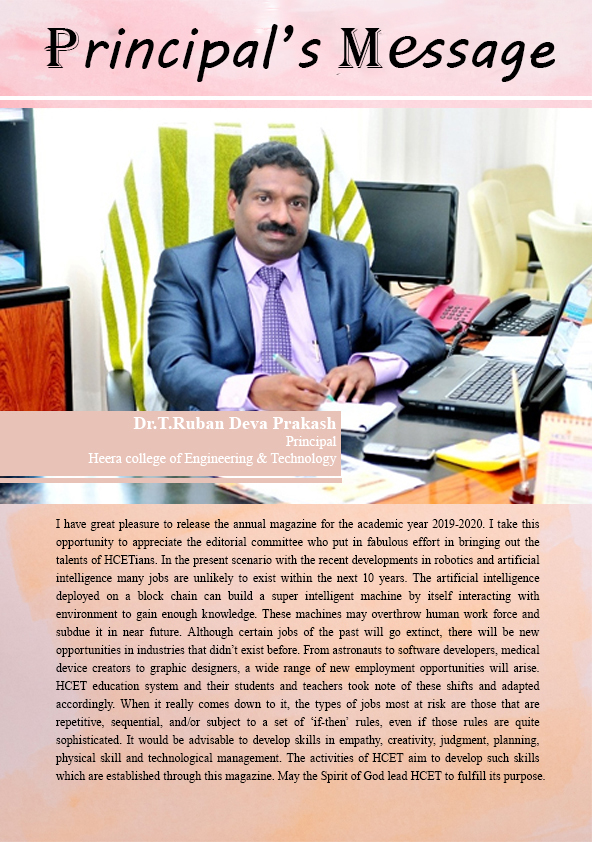 Principal's Message
Dr.T.Ruban Deva Prakash
Principal
Heera college of Engineering & Technology
I have great pleasure to release the annual magazine for the academic year 2019-2020. I take this
opportunity to appreciate the editorial committee who put in fabulous effort in bringing out the
talents of HCETians. In the present scenario with the recent developments in robotics and artificial
intelligence many jobs are unlikely to exist within the next 10 years. The artificial intelligence
deployed on a block chain can build a super intelligent machine by itself interacting with
environment to gain enough knowledge. These machines may overthrow human work force and
subdue it in near future. Although certain jobs of the past will go extinct, there will be new
opportunities in industries that didn't exist before. From astronauts to software developers, medical
device creators to graphic designers, a wide range of new employment opportunities will arise.
HCET education system and their students and teachers took note of these shifts and adapted
accordingly. When it really comes down to it, the types of jobs most at risk are those that are
repetitive, sequential, and/or subject to a set of 'if-then' rules, even if those rules are quite
sophisticated. It would be advisable to develop skills in empathy, creativity, judgment, planning,
physical skill and technological management. The activities of HCET aim to develop such skills
which are established through this magazine. May the Spirit of God lead HCET to fulfill its purpose.